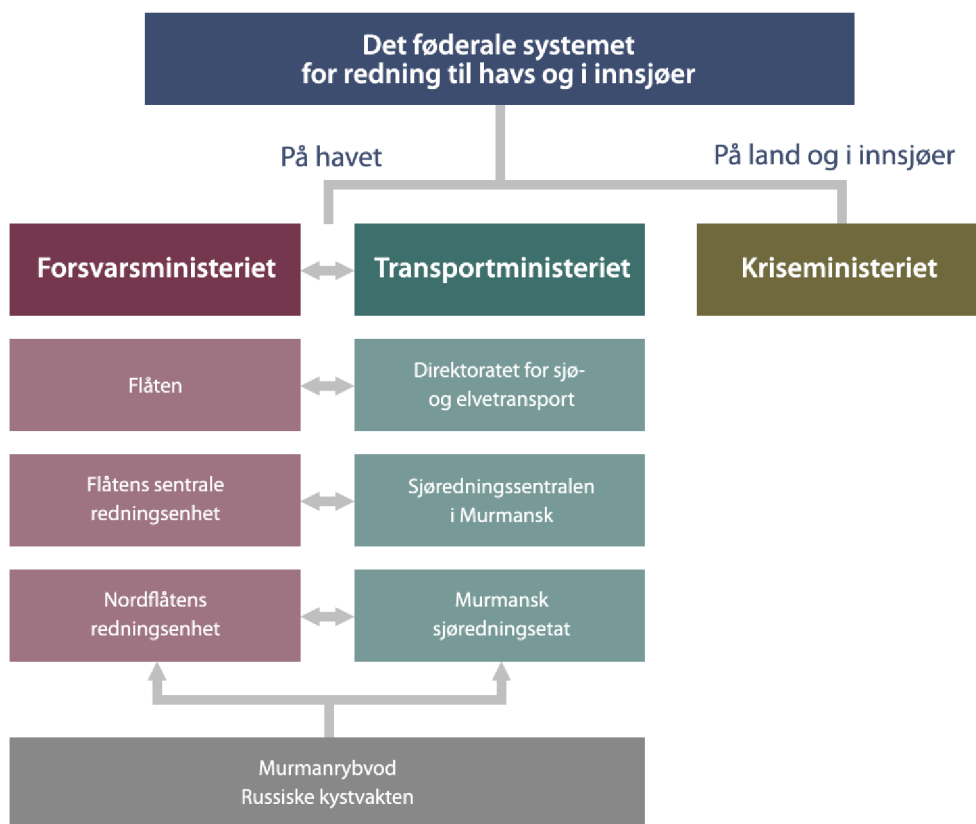 Det føderale systemet
for redning til havs og i innsjøer
På havet
På land og i innsjøer
Forsvarsministeriet
Transportministeriet
Kriseministeriet
Flåten
Direktoratet for sjø-
og elvetransport
Flåtens sentrale
redningsenhet
Sjøredningssentralen
i Murmansk
Nordflåtens
redningsenhet
Murmansk
sjøredningsetat
Murmanrybvod
Russiske kystvakten